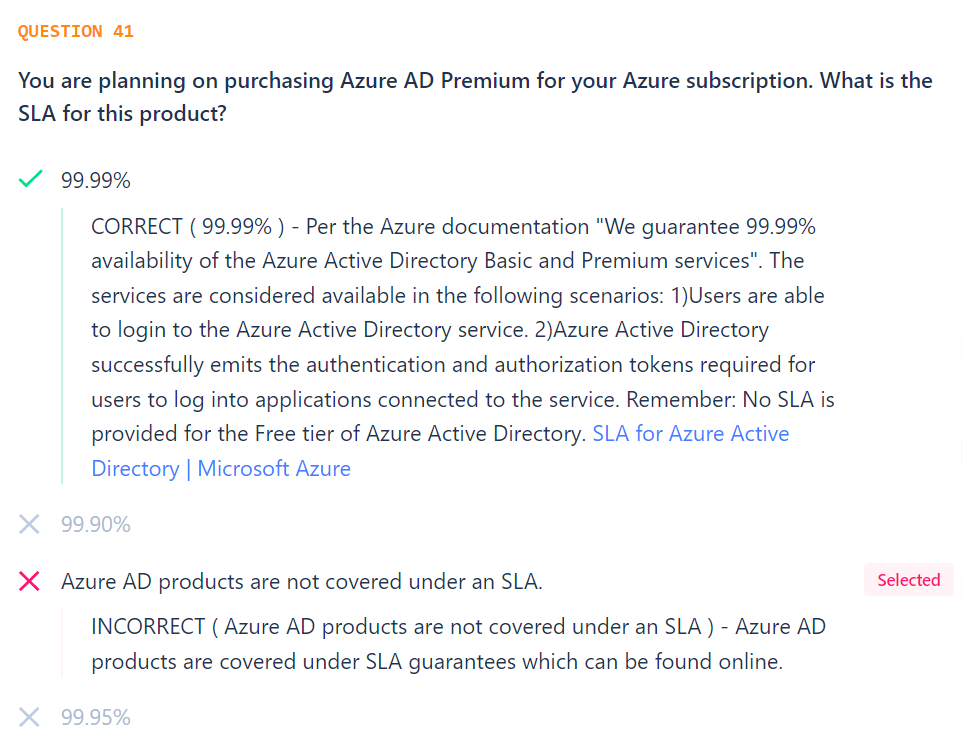 QUESTION 41
You are planning on purchasing Azure AD Premium for your Azure subscription. What is the
SLA for this product?
99.99%
CORRECT ( 99.99% ) - Per the Azure documentation "We guarantee 99.99%
availability of the Azure Active Directory Basic and Premium services". The
services are considered available in the following scenarios: 1)Users are able
to login to the Azure Active Directory service. 2)Azure Active Directory
successfully emits the authentication and authorization tokens required for
users to log into applications connected to the service. Remember: No SLA is
provided for the Free tier of Azure Active Directory. SLA for Azure Active
Directory | Microsoft Azure
99.90%
Azure AD products are not covered under an SLA.
Selected
INCORRECT ( Azure AD products are not covered under an SLA ) - Azure AD
products are covered under SLA guarantees which can be found online.
99.95%